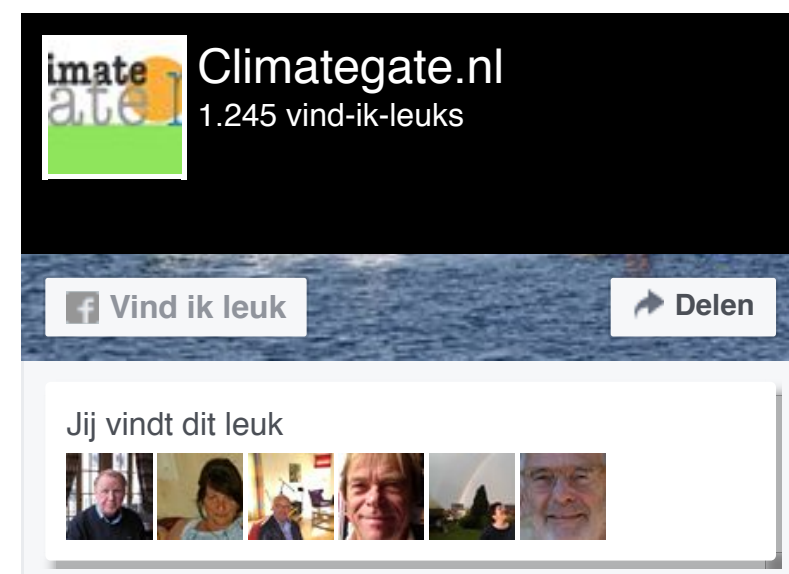 imate
ate
Climategate.nl
1.245 vind-ik-leuks
f Vind ik leuk
Delen
Jij vindt dit leuk